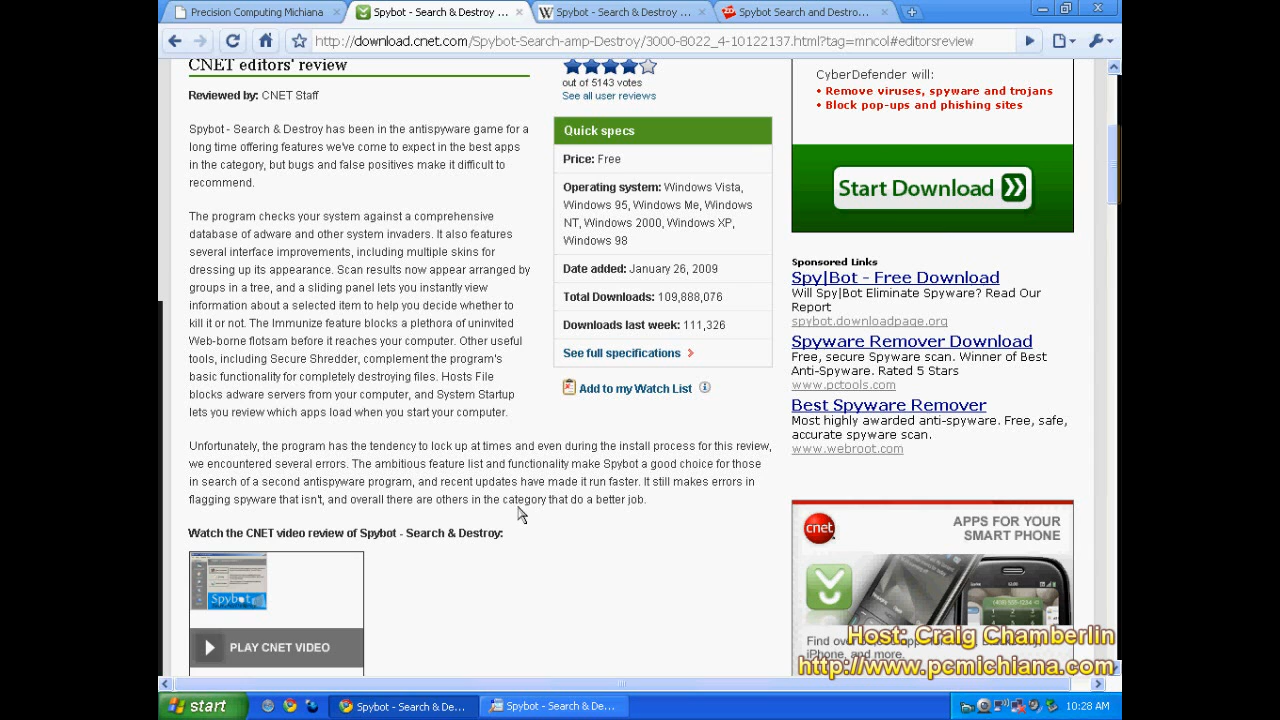 Precision Computing Michiana
Spybot - Search & Destroy ...
Spybot - Search & Destroy ...
Spybot Search and Destro...
http://download.cnet.com/Spybot-Search-amp-Destroy/3000-8022_4-10122137.html?tag=mncol#editorsreview
CNET editors' review
Reviewed by: CNET Staff
Spybot - Search & Destroy has been in the antispyware game for a
long time offering features we've come to expect in the best apps
in the category, but bugs and false positives make it difficult to
recommend.
The program checks your system against a comprehensive
database of adware and other system invaders. It also features
several interface improvements, including multiple skins for
dressing up its appearance. Scan results now appear arranged by
groups in a tree, and a sliding panel lets you instantly view
information about a selected item to help you decide whether to
kill it or not. The Immunize feature blocks a plethora of uninvited
Web-borne flotsam before it reaches your computer. Other useful
tools, including Secure Shredder, complement the program's
basic functionality for completely destroying files. Hosts File
blocks adware servers from your computer, and System Startup
lets you review which apps load when you start your computer.
Unfortunately, the program has the tendency to lock up at times and even during the install process for this review,
we encountered several errors. The ambitious feature list and functionality make Spybot a good choice for those
in search of a second antispyware program, and recent updates have made it run faster. It still makes errors in
flagging spyware that isn't, and overall there are others in the category that do a better job.
Watch the CNET video review of Spybot - Search & Destroy:
Spybot
PLAY CNET VIDEO
out of 5143 votes
See all user reviews
Quick specs
Price: Free
Operating system: Windows Vista,
Windows 95, Windows Me, Windows
NT, Windows 2000, Windows XP,
Windows 98
Date added: January 26, 2009
Total Downloads: 109,888,076
Downloads last week: 111,326
See full specifications
Add to my Watch List
CyberDefender will:
• Remove viruses, spyware and trojans
• Block pop-ups and phishing sites
Start Download
Sponsored Links
Spy|Bot - Free Download
Will Spy|Bot Eliminate Spyware? Read Our
Report
spybot.downloadpage.org
Spyware Remover Download
Free, secure Spyware scan. Winner of Best
Anti-Spyware. Rated 5 Stars
www.pctools.com
Best Spyware Remover
Most highly awarded anti-spyware. Free, safe,
accurate spyware scan.
www.webroot.com
cnet
APPS FOR YOUR
SMART PHONE
Find
iPhone, and more.
Host: Craig Chamberlin
http://www.pcmichiana.com
start
Spybot - Search & De...
Spybot - Search & De...
10:28 AM